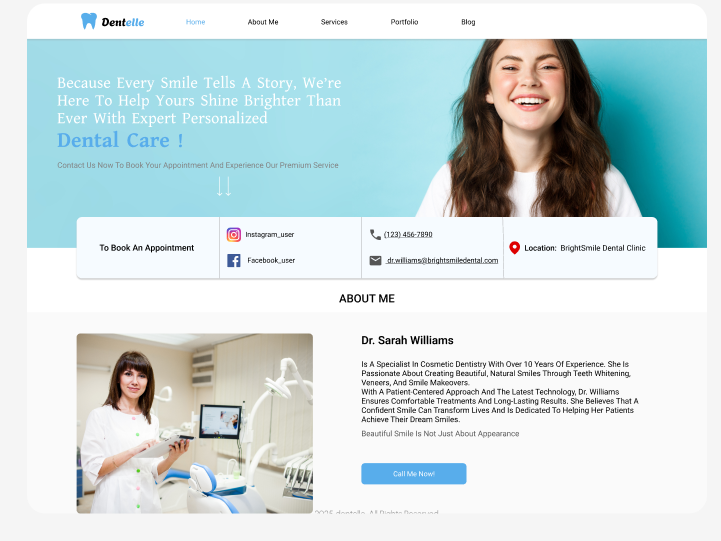 Dentelle
Home About Me Services Portfolio Blog
Because Every Smile Tells A Story, We're
Here To Help Yours Shine Brighter Than
Ever With Expert Personalized
Dental Care !
Contact Us Now To Book Your Appointment And Experience Our Premium Service
To Book An Appointment
Instagram_user
Facebook_user
(123) 456-7890
dr.williams@brightsmiledental.com
Location: BrightSmile Dental Clinic
ABOUT ME
Dr. Sarah Williams
Is A Specialist In Cosmetic Dentistry With Over 10 Years Of Experience. She Is
Passionate About Creating Beautiful, Natural Smiles Through Teeth Whitening,
Veneers, And Smile Makeovers.
With A Patient-Centered Approach And The Latest Technology, Dr. Williams
Ensures Comfortable Treatments And Long-Lasting Results. She Believes That A
Confident Smile Can Transform Lives And Is Dedicated To Helping Her Patients
Achieve Their Dream Smiles.
Beautiful Smile Is Not Just About Appearance
Call Me Now!
2025 dentelle. All Rights Reserved